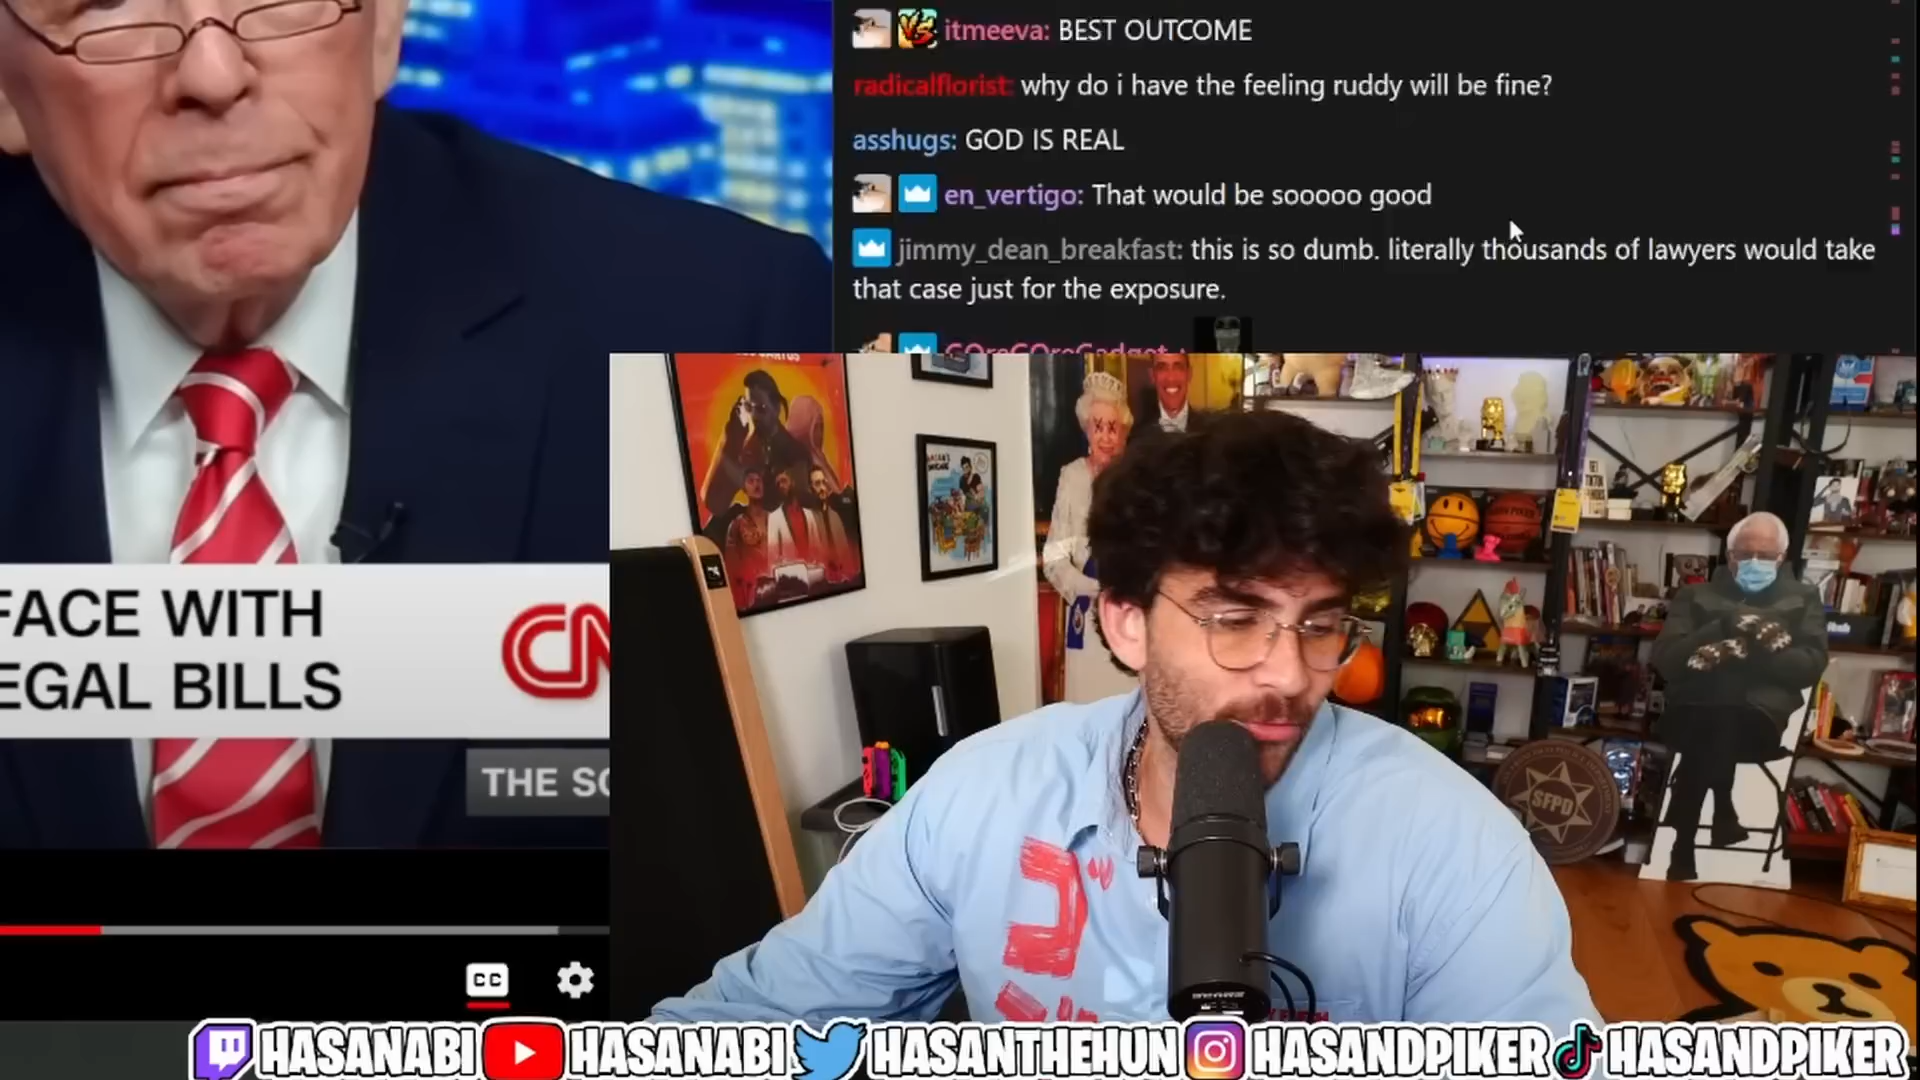 itmeeva: BEST OUTCOME
radicalflorist: why do i have the feeling ruddy will be fine?
asshugs: GOD IS REAL
en_vertigo: That would be sooooo good
jimmy_dean_breakfast: this is so dumb. literally thousands of lawyers would take
that case just for the exposure.
FACE WITH
EGAL BILLS
CN
THE SO
CC
SFPD
ゴ
HASANABI HASANABI HASANTHEHUN HASANDPIKER HASANDPIKER